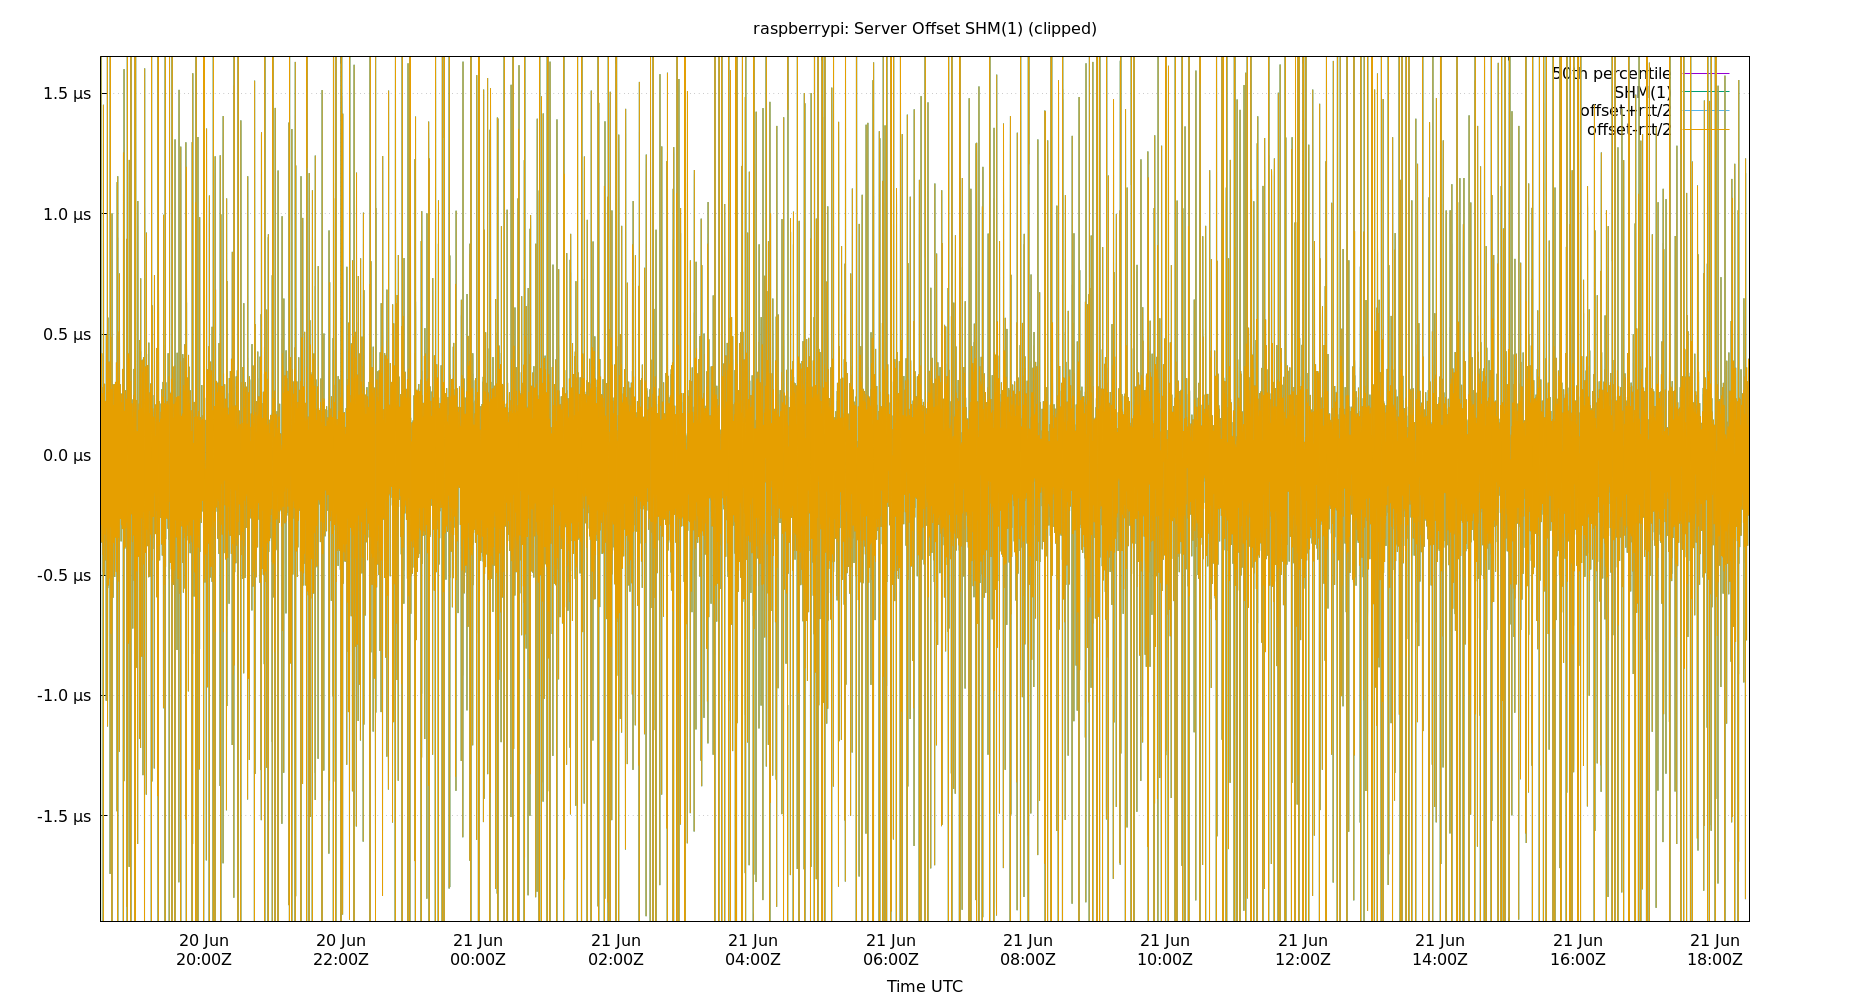 raspberrypi: Server Offset SHM(1) (clipped)
50th percentile
SHM(1)
offset+rtt/2
offset-rtt/2
1.5 µs
1.0 µs
0.5 µs
0.0 µs
-0.5 µs
-1.0 µs
-1.5 µs
20 Jun 20 Jun 21 Jun 21 Jun 21 Jun 21 Jun 21 Jun 21 Jun 21 Jun 21 Jun 21 Jun 21 Jun
20:00Z 22:00Z 00:00Z 02:00Z 04:00Z 06:00Z 08:00Z 10:00Z 12:00Z 14:00Z 16:00Z 18:00Z
Time UTC